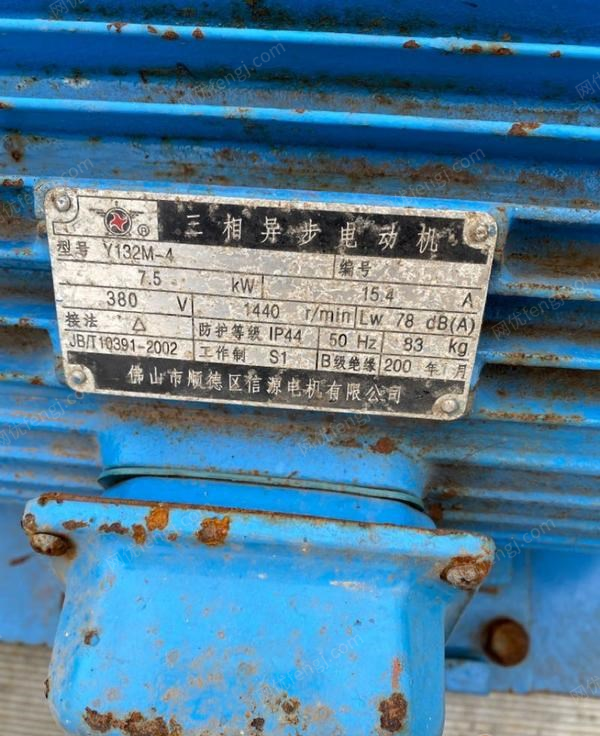 三相异步电动机
®
型号 Y132M-4 编号
7.5 kW 15.4 A
380 V 1440 r/min Lw 78 dB(A)
接法 △ 防护等级 IP44 50 Hz 83 kg
JB/T10391-2002 工作制 S1 B级绝缘 200 年 月
佛山市顺德区信源电机有限公司